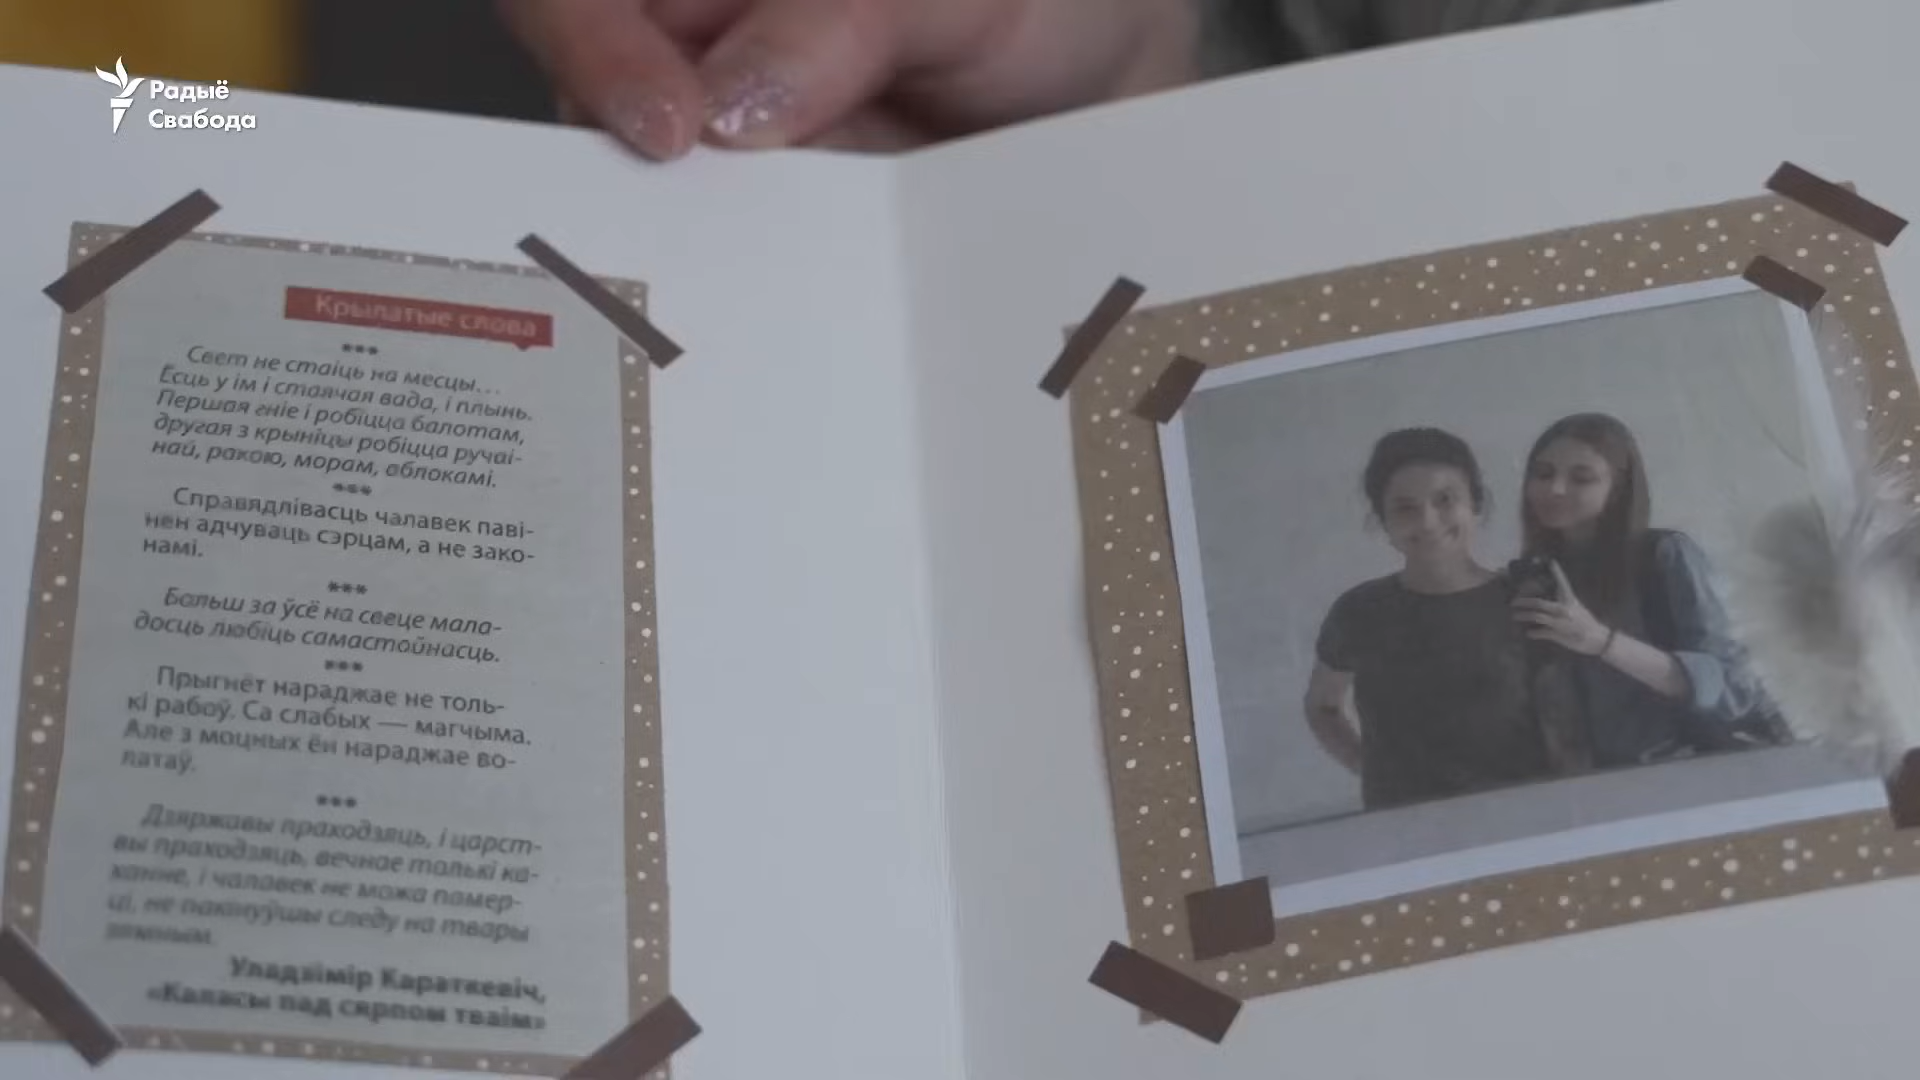 Радыё
Свабода
Крылатые слова
***
Свет не стаіць на месцы...
Ёсць у ім і стаячая вада, і плынь.
Першая гніе і робіцца балотам,
другая з крыніцы робіцца ручаі-
най, ракою, морам, аблокамі.
***
Справядлівасць чалавек паві-
нен адчуваць сэрцам, а не зако-
намі.
***
Больш за ўсё на свеце мала-
досць любіць самастойнасць.
***
Прыгнёт нараджае не толь-
кі рабоў. Са слабых — магчыма.
Але з моцных ён нараджае во-
латаў.
***
Дзяржавы праходзяць, і царст-
вы праходзяць, вечнае толькі ка-
ханне, і чалавек не можа памер-
ці, не пакінуўшы следу на твары
зямным.
Уладзімір Караткевіч,
«Каласы пад сярпом тваім»